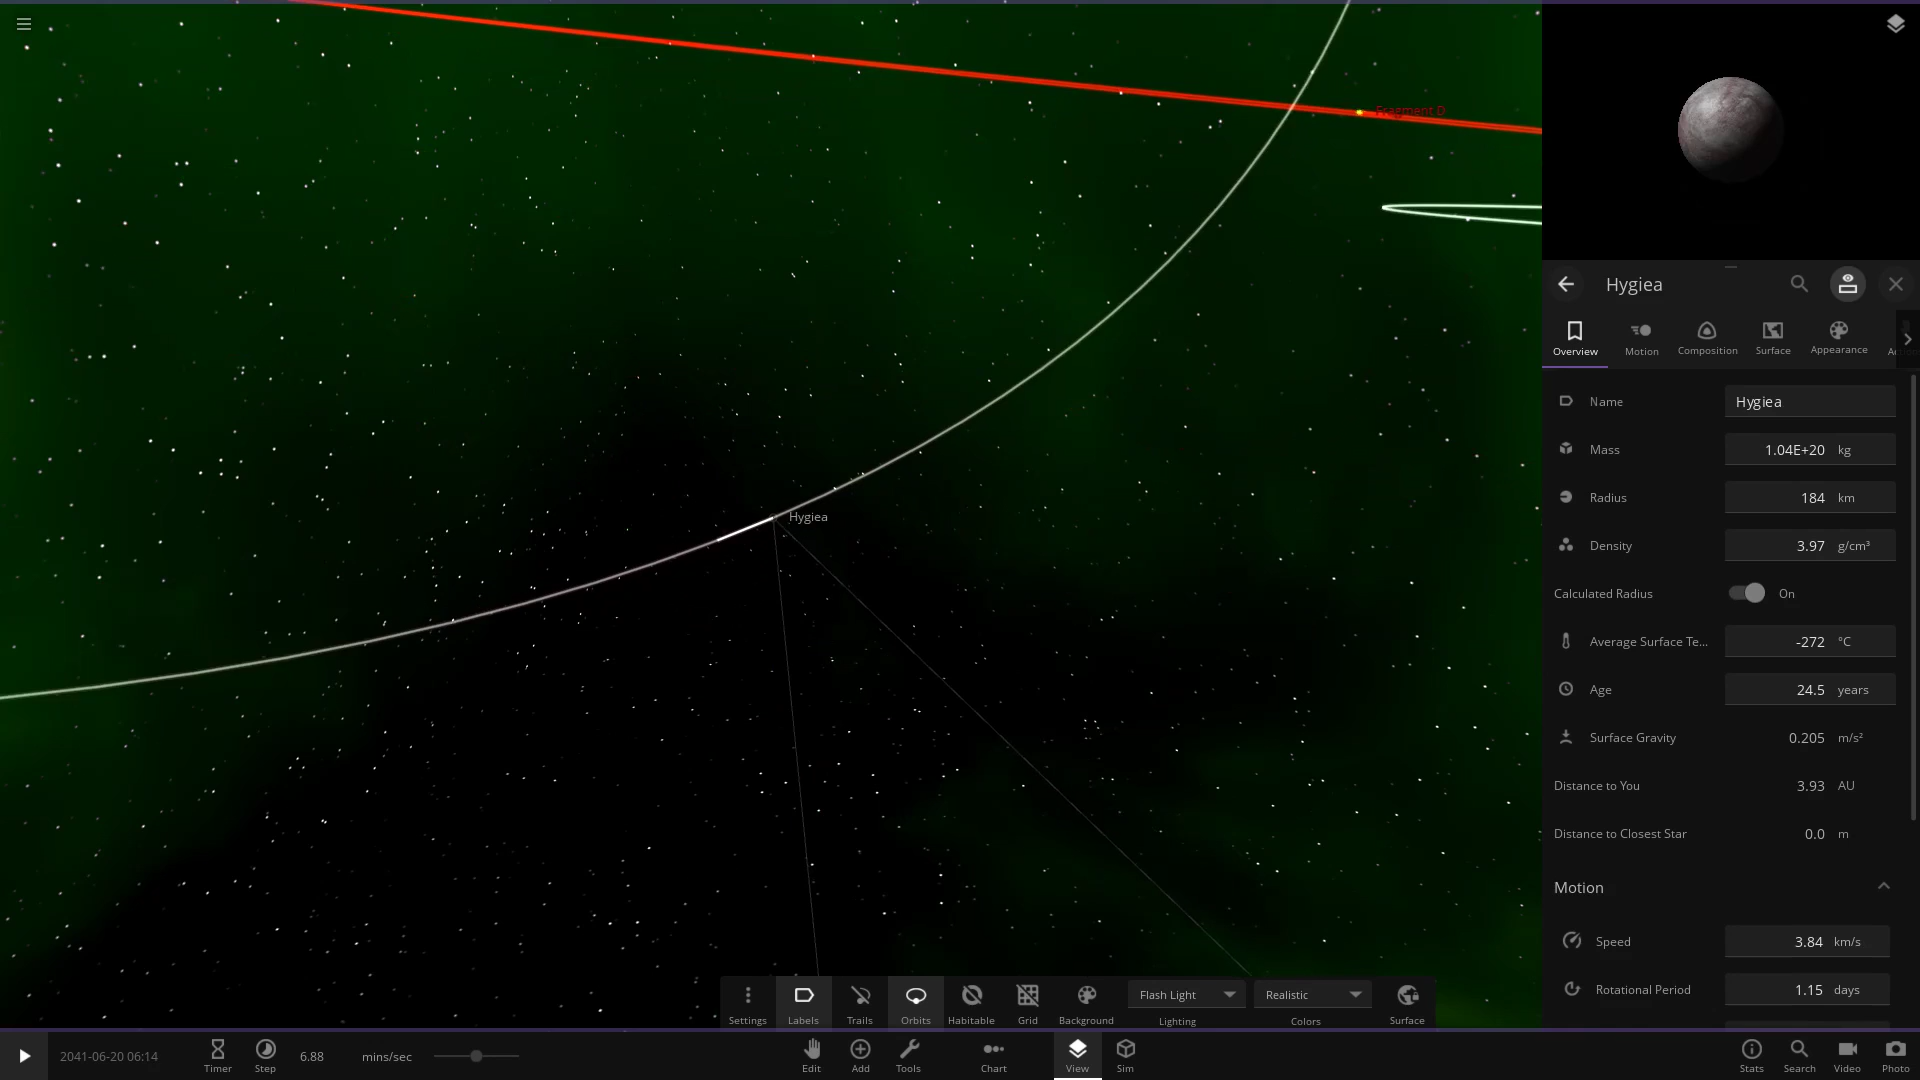 Fragment D
Hygiea
Hygiea
Overview
Motion
Composition
Surface
Appearance
Name
Hygiea
Mass
1.04E+20 kg
Radius
184 km
Density
3.97 g/cm³
Calculated Radius
On
Average Surface Te...
-272 °C
Age
24.5 years
Surface Gravity
0.205 m/s²
Distance to You
3.93 AU
Distance to Closest Star
0.0 m
Motion
Speed
3.84 km/s
Rotational Period
1.15 days
Settings
Labels
Trails
Orbits
Habitable
Grid
Background
Flash Light
Lighting
Realistic
Colors
Surface
2041-06-20 06:14
Timer
Step
6.88 mins/sec
Edit
Add
Tools
Chart
View
Sim
Stats
Search
Video
Photo